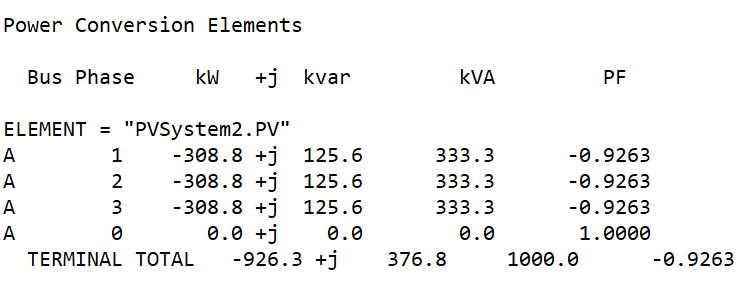 Power Conversion Elements
Bus Phase kW +j kvar kVA PF
ELEMENT = "PVSystem2.PV"
A 1 -308.8 +j 125.6 333.3 -0.9263
A 2 -308.8 +j 125.6 333.3 -0.9263
A 3 -308.8 +j 125.6 333.3 -0.9263
A 0 0.0 +j 0.0 0.0 1.0000
TERMINAL TOTAL -926.3 +j 376.8 1000.0 -0.9263